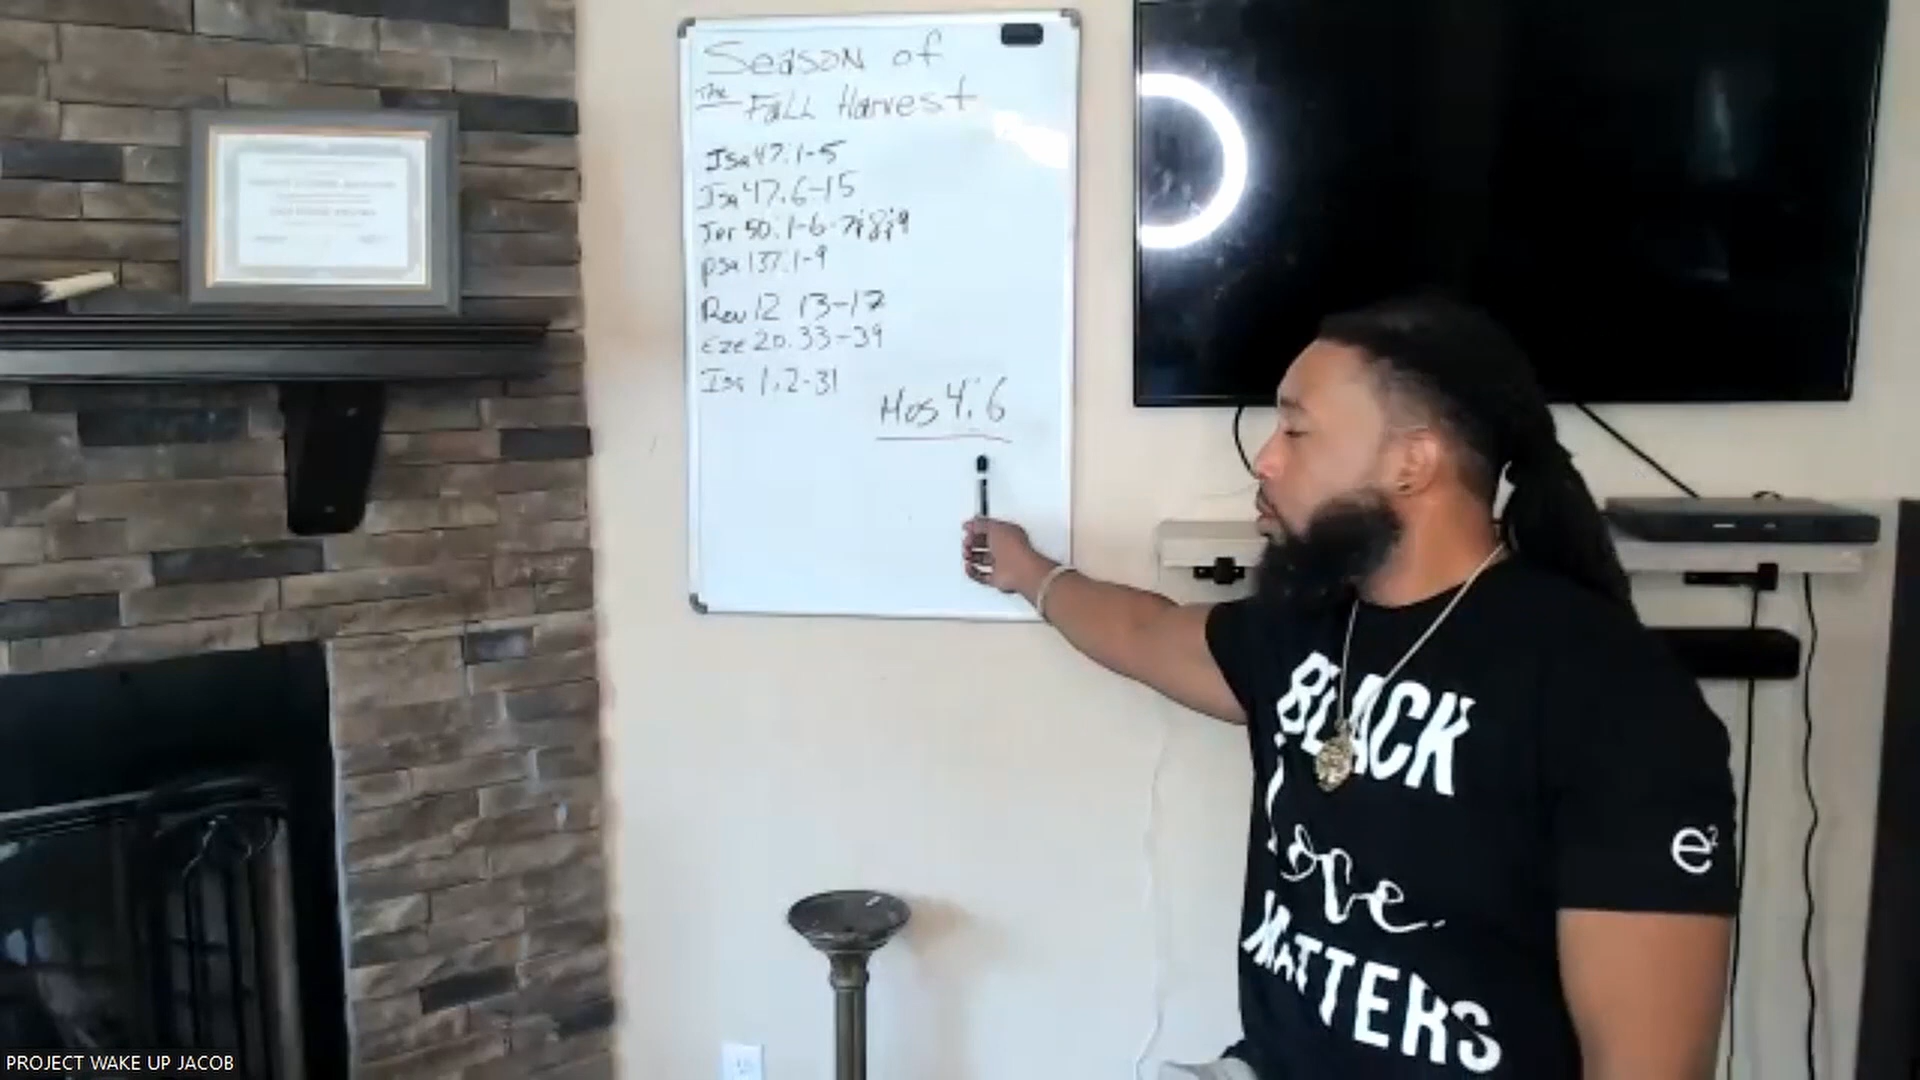 Season of
The Fall Harvest
Isa 47:1-5
Isa 47.6-15
Jer 50:1-6-7;8;9
psa 137:1-9
Rev 12 13-17
Eze 20.33-39
Isa 1.2-31
Hos 4:6
BLACK
Love
MATTERS
e²
PROJECT WAKE UP JACOB